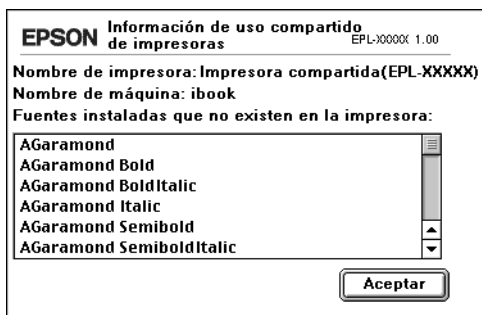 EPSON Información de uso compartido
de impresoras EPL-XXXXX 1.00
Nombre de impresora: Impresora compartida(EPL-XXXXX)
Nombre de máquina: ibook
Fuentes instaladas que no existen en la impresora:
AGaramond
AGaramond Bold
AGaramond BoldItalic
AGaramond Italic
AGaramond Semibold
AGaramond SemiboldItalic
Aceptar